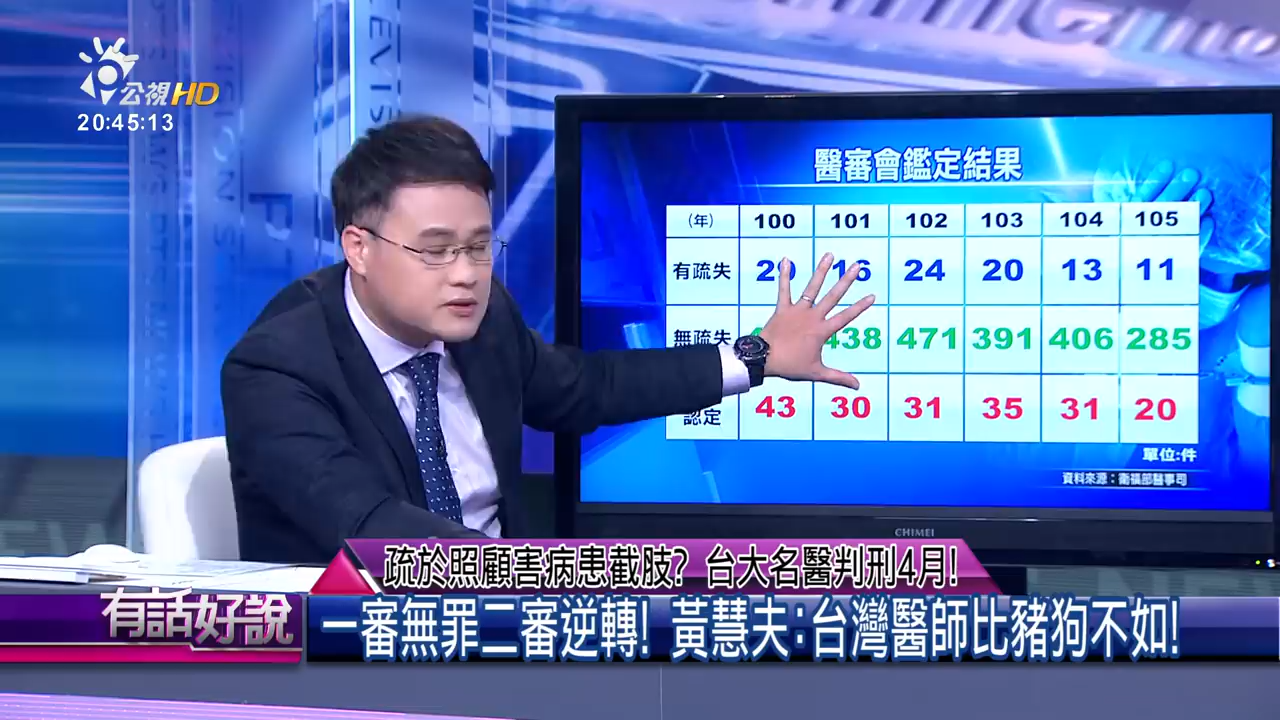 公視HD
20:45:13
醫審會鑑定結果
(年) 100 101 102 103 104 105
有疏失 29 16 24 20 13 11
無疏失 438 471 391 406 285
認定 43 30 31 35 31 20
單位:件
資料來源:衛福部醫事司
CHIMEI
疏於照顧害病患截肢? 台大名醫判刑4月!
有話好說
一審無罪二審逆轉! 黃慧夫:台灣醫師比豬狗不如!